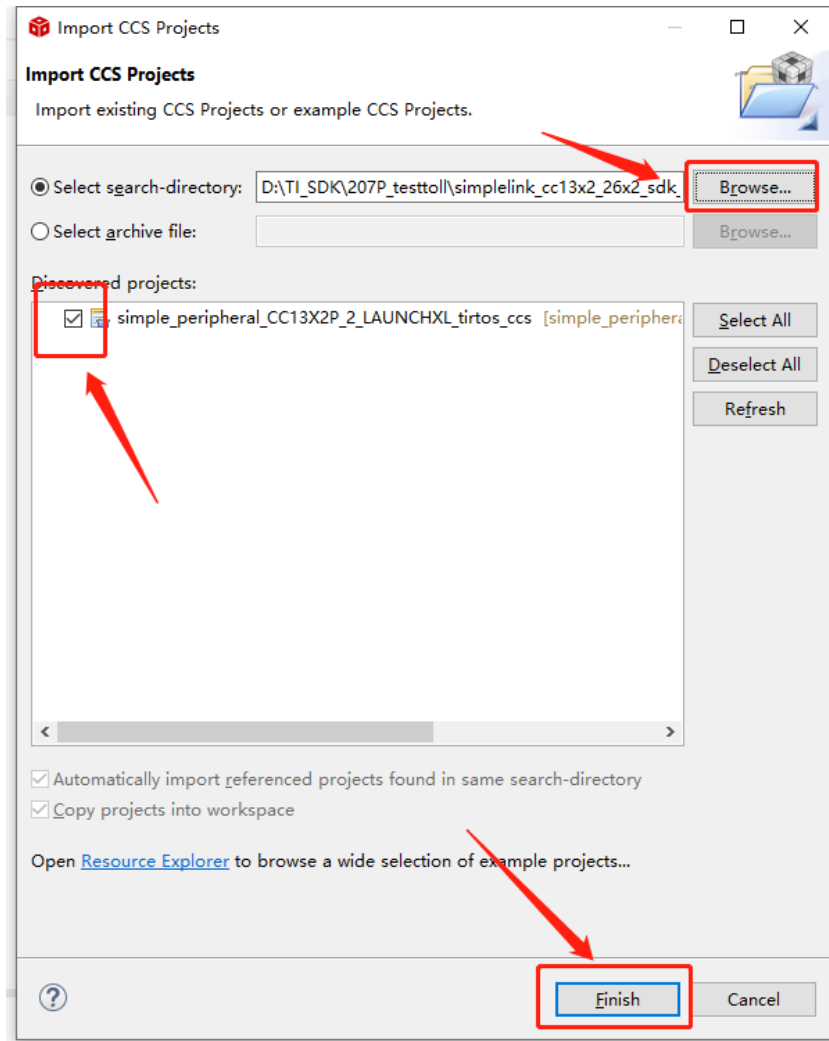 Import CCS Projects
Import CCS Projects
Import existing CCS Projects or example CCS Projects.
Select search-directory: D:\TI_SDK\207P_testtoll\simplelink_cc13x2_26x2_sdk_ Browse...
Select archive file: Browse...
Discovered projects:
simple_peripheral_CC13X2P_2_LAUNCHXL_tirtos_ccs [simple_periphera
Select All
Deselect All
Refresh
Automatically import referenced projects found in same search-directory
Copy projects into workspace
Open Resource Explorer to browse a wide selection of example projects...
? Finish Cancel